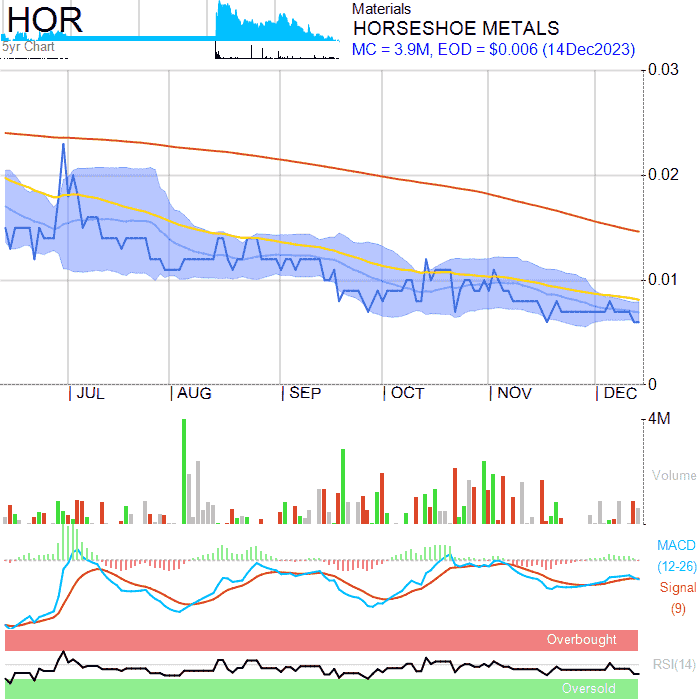 HOR
5yr Chart
Materials
HORSESHOE METALS
MC = 3.9M, EOD = $0.006 (14Dec2023)
0.03
0.02
0.01
0
JUL AUG SEP OCT NOV DEC
4M
Volume
MACD
(12-26)
Signal
(9)
Overbought
RSI(14)
Oversold